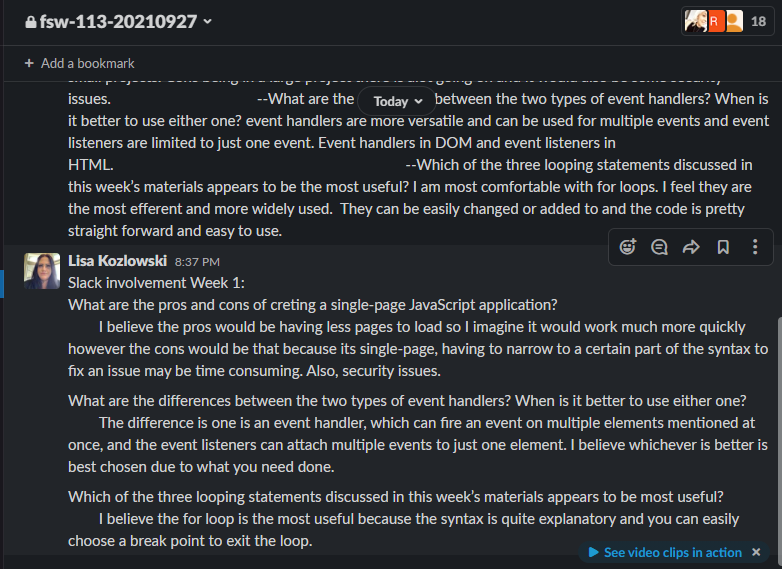 fsw-113-20210927
R 18
+ Add a bookmark
issues. --What are the Today between the two types of event handlers? When is
it better to use either one? event handlers are more versatile and can be used for multiple events and event
listeners are limited to just one event. Event handlers in DOM and event listeners in
HTML. --Which of the three looping statements discussed in
this week's materials appears to be the most useful? I am most comfortable with for loops. I feel they are
the most efferent and more widely used. They can be easily changed or added to and the code is pretty
straight forward and easy to use.
Lisa Kozlowski 8:37 PM
Slack involvement Week 1:
What are the pros and cons of creting a single-page JavaScript application?
I believe the pros would be having less pages to load so I imagine it would work much more quickly
however the cons would be that because its single-page, having to narrow to a certain part of the syntax to
fix an issue may be time consuming. Also, security issues.
What are the differences between the two types of event handlers? When is it better to use either one?
The difference is one is an event handler, which can fire an event on multiple elements mentioned at
once, and the event listeners can attach multiple events to just one element. I believe whichever is better is
best chosen due to what you need done.
Which of the three looping statements discussed in this week's materials appears to be most useful?
I believe the for loop is the most useful because the syntax is quite explanatory and you can easily
choose a break point to exit the loop.
See video clips in action ×